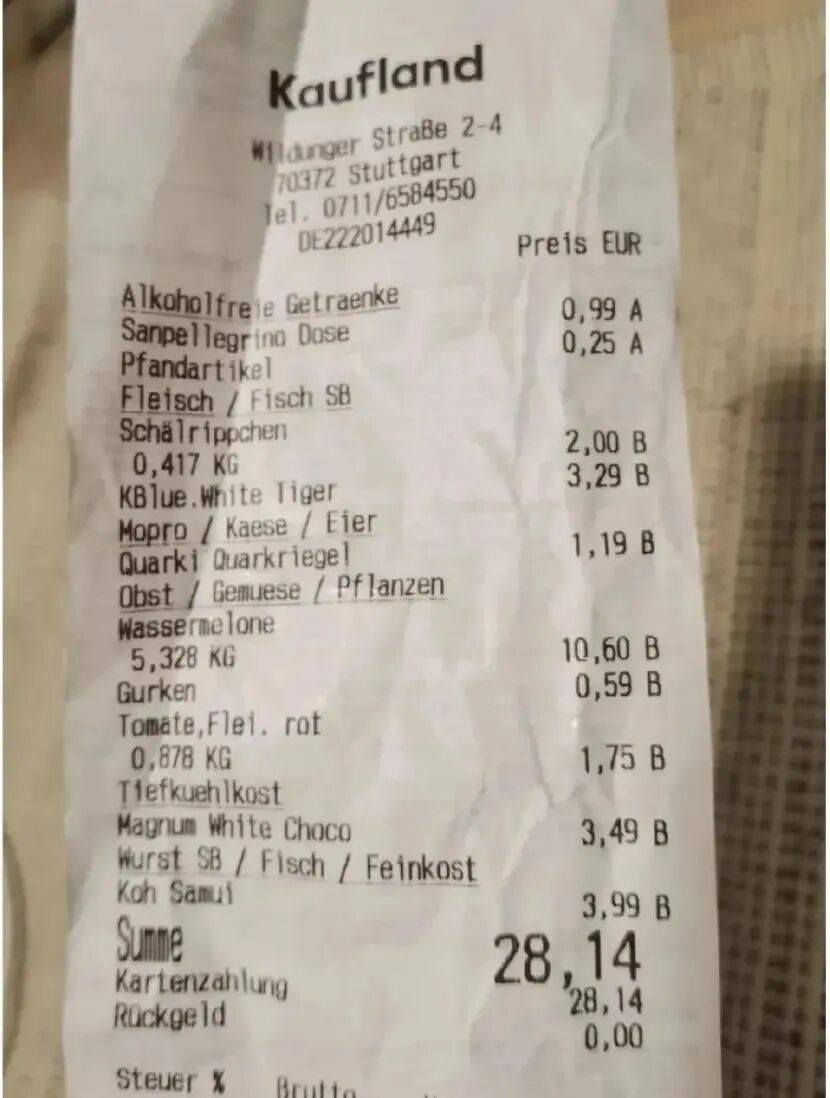 Kaufland
Wildunger Straße 2-4
70372 Stuttgart
Tel. 0711/6584550
DE222014449
Preis EUR
Alkoholfreie Getraenke
Sanpellegrino Dose 0,99 A
Pfandartikel 0,25 A
Fleisch / Fisch SB
Schälrippchen
0,417 KG 2,00 B
KBlue.White Tiger 3,29 B
Mopro / Kaese / Eier
Quarki Quarkriegel 1,19 B
Obst / Gemuese / Pflanzen
Wassermelone
5,328 KG 10,60 B
Gurken 0,59 B
Tomate,Flei. rot
0,878 KG 1,75 B
Tiefkuehlkost
Magnum White Choco 3,49 B
Wurst SB / Fisch / Feinkost
Koh Samui 3,99 B
Summe 28,14
Kartenzahlung 28,14
Rückgeld 0,00
Steuer % Brutto